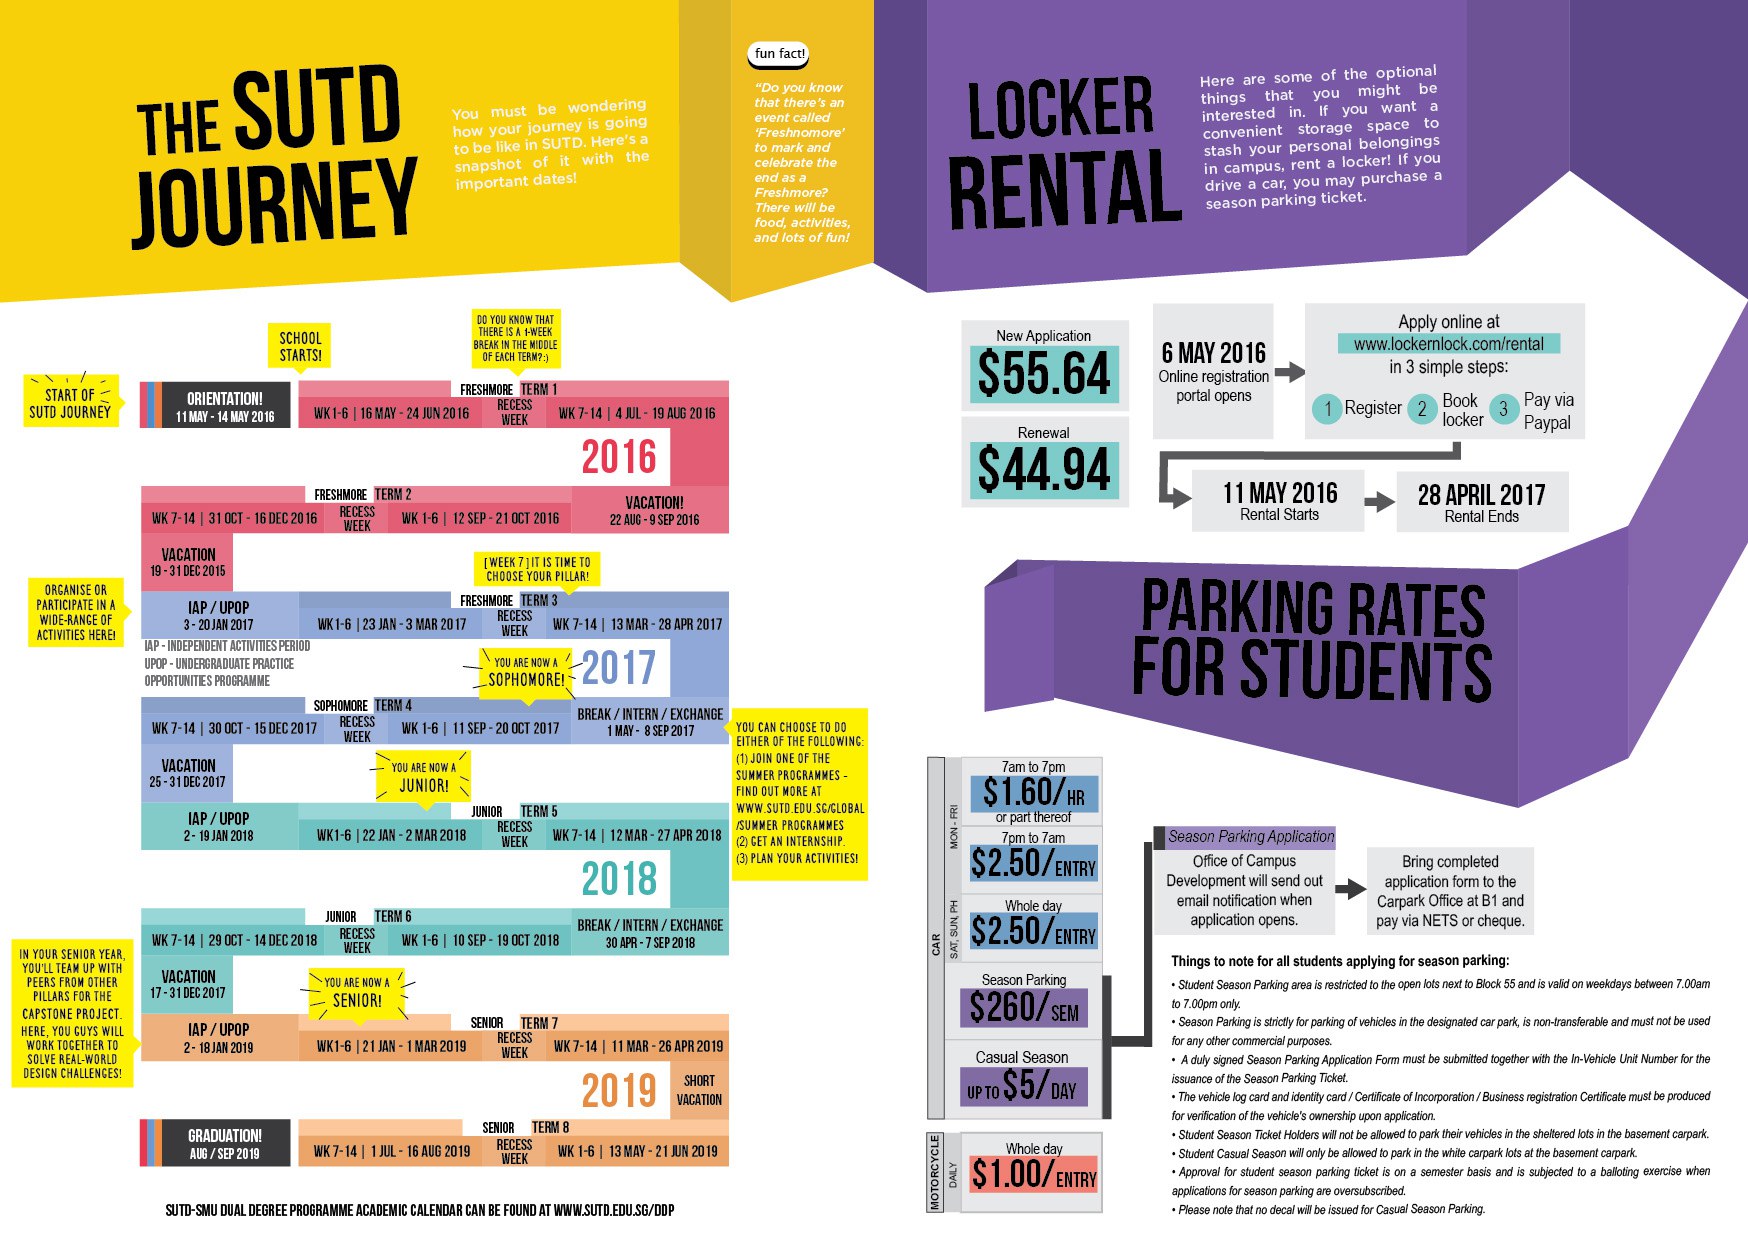 THE SUTD
JOURNEY
You must be wondering
how your journey is going
to be like in SUTD. Here's a
snapshot of it with the
important dates!
fun fact!
"Do you know
that there's an
event called
'Freshnomore'
to mark and
celebrate the
end as a
Freshmore?
There will be
food, activities,
and lots of fun!
SCHOOL
STARTS!
DO YOU KNOW THAT
THERE IS A 1-WEEK
BREAK IN THE MIDDLE
OF EACH TERM?:)
START OF
SUTD JOURNEY
ORIENTATION!
11 MAY - 14 MAY 2016
FRESHMORE TERM 1
WK1-6 | 16 MAY - 24 JUN 2016
RECESS
WEEK
WK 7-14 | 4 JUL - 19 AUG 2016
2016
FRESHMORE TERM 2
WK 7-14 | 31 OCT - 16 DEC 2016
RECESS
WEEK
WK 1-6 | 12 SEP - 21 OCT 2016
VACATION!
22 AUG - 9 SEP 2016
VACATION
19 - 31 DEC 2015
[WEEK 7] IT IS TIME TO
CHOOSE YOUR PILLAR!
ORGANISE OR
PARTICIPATE IN A
WIDE-RANGE OF
ACTIVITIES HERE!
IAP / UPOP
3 - 20 JAN 2017
FRESHMORE TERM 3
WK1-6 | 23 JAN - 3 MAR 2017
RECESS
WEEK
WK 7-14 | 13 MAR - 28 APR 2017
IAP - INDEPENDENT ACTIVITIES PERIOD
UPOP - UNDERGRADUATE PRACTICE
OPPORTUNITIES PROGRAMME
YOU ARE NOW A
SOPHOMORE!
2017
SOPHOMORE TERM 4
WK 7-14 | 30 OCT - 15 DEC 2017
RECESS
WEEK
WK 1-6 | 11 SEP - 20 OCT 2017
BREAK / INTERN / EXCHANGE
1 MAY - 8 SEP 2017
YOU CAN CHOOSE TO DO
EITHER OF THE FOLLOWING:
(1) JOIN ONE OF THE
SUMMER PROGRAMMES -
FIND OUT MORE AT
WWW.SUTD.EDU.SG/GLOBAL
/SUMMER PROGRAMMES
(2) GET AN INTERNSHIP.
(3) PLAN YOUR ACTIVITIES!
VACATION
25 - 31 DEC 2017
YOU ARE NOW A
JUNIOR!
IAP / UPOP
2 - 19 JAN 2018
JUNIOR TERM 5
WK1-6 | 22 JAN - 2 MAR 2018
RECESS
WEEK
WK 7-14 | 12 MAR - 27 APR 2018
2018
JUNIOR TERM 6
WK 7-14 | 29 OCT - 14 DEC 2018
RECESS
WEEK
WK 1-6 | 10 SEP - 19 OCT 2018
BREAK / INTERN / EXCHANGE
30 APR - 7 SEP 2018
VACATION
17 - 31 DEC 2017
YOU ARE NOW A
SENIOR!
IN YOUR SENIOR YEAR,
YOU'LL TEAM UP WITH
PEERS FROM OTHER
PILLARS FOR THE
CAPSTONE PROJECT.
HERE, YOU GUYS WILL
WORK TOGETHER TO
SOLVE REAL-WORLD
DESIGN CHALLENGES!
IAP / UPOP
2 - 18 JAN 2019
SENIOR TERM 7
WK1-6 | 21 JAN - 1 MAR 2019
RECESS
WEEK
WK 7-14 | 11 MAR - 26 APR 2019
2019
SHORT
VACATION
GRADUATION!
AUG / SEP 2019
SENIOR TERM 8
WK 7-14 | 1 JUL - 16 AUG 2019
RECESS
WEEK
WK 1-6 | 13 MAY - 21 JUN 2019
SUTD-SMU DUAL DEGREE PROGRAMME ACADEMIC CALENDAR CAN BE FOUND AT WWW.SUTD.EDU.SG/DDP
LOCKER
RENTAL
Here are some of the optional
things that you might be
interested in. If you want a
convenient storage space to
stash your personal belongings
in campus, rent a locker! If you
drive a car, you may purchase a
season parking ticket.
New Application
$55.64
Renewal
$44.94
6 MAY 2016
Online registration
portal opens
Apply online at
www.lockernlock.com/rental
in 3 simple steps:
1 Register
2 Book
locker
3 Pay via
Paypal
11 MAY 2016
Rental Starts
28 APRIL 2017
Rental Ends
PARKING RATES
FOR STUDENTS
CAR
MON - FRI
7am to 7pm
$1.60/HR
or part thereof
7pm to 7am
$2.50/ENTRY
SAT, SUN, PH
Whole day
$2.50/ENTRY
Season Parking
$260/SEM
Casual Season
UP TO $5/DAY
MOTORCYCLE
DAILY
Whole day
$1.00/ENTRY
Season Parking Application
Office of Campus
Development will send out
email notification when
application opens.
Bring completed
application form to the
Carpark Office at B1 and
pay via NETS or cheque.
Things to note for all students applying for season parking:
• Student Season Parking area is restricted to the open lots next to Block 55 and is valid on weekdays between 7.00am
to 7.00pm only.
• Season Parking is strictly for parking of vehicles in the designated car park, is non-transferable and must not be used
for any other commercial purposes.
• A duly signed Season Parking Application Form must be submitted together with the In-Vehicle Unit Number for the
issuance of the Season Parking Ticket.
• The vehicle log card and identity card / Certificate of Incorporation / Business registration Certificate must be produced
for verification of the vehicle's ownership upon application.
• Student Season Ticket Holders will not be allowed to park their vehicles in the sheltered lots in the basement carpark.
• Student Casual Season will only be allowed to park in the white carpark lots at the basement carpark.
• Approval for student season parking ticket is on a semester basis and is subjected to a balloting exercise when
applications for season parking are oversubscribed.
• Please note that no decal will be issued for Casual Season Parking.